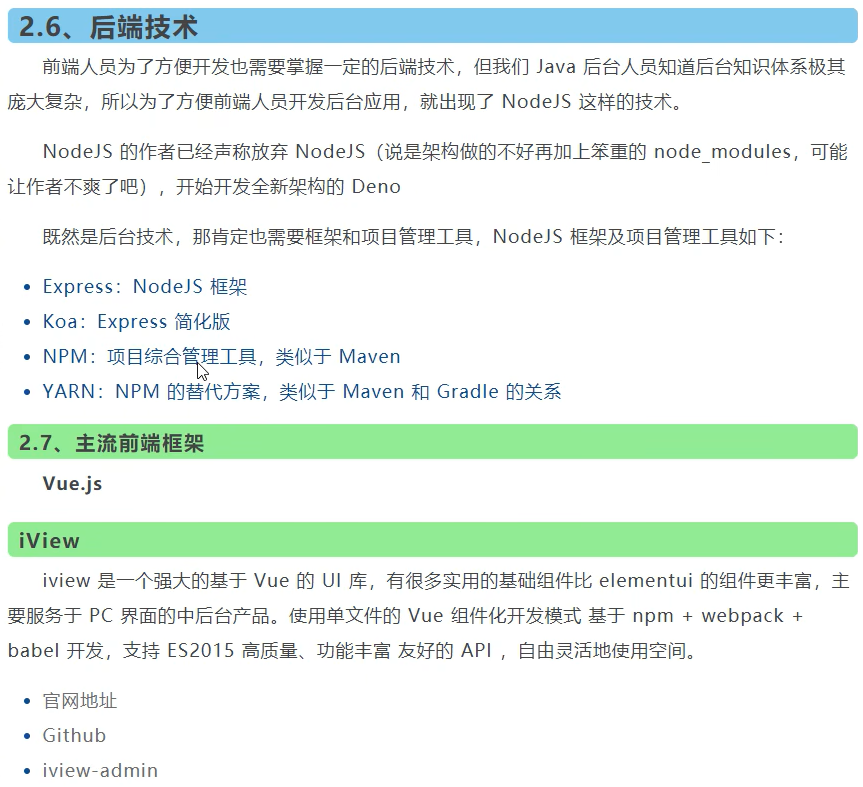 2.6、后端技术
前端人员为了方便开发也需要掌握一定的后端技术，但我们 Java 后台人员知道后台知识体系极其
庞大复杂，所以为了方便前端人员开发后台应用，就出现了 NodeJS 这样的技术。
NodeJS 的作者已经声称放弃 NodeJS（说是架构做的不好再加上笨重的 node_modules，可能
让作者不爽了吧），开始开发全新架构的 Deno
既然是后台技术，那肯定也需要框架和项目管理工具，NodeJS 框架及项目管理工具如下：
• Express：NodeJS 框架
• Koa：Express 简化版
• NPM：项目综合管理工具，类似于 Maven
• YARN：NPM 的替代方案，类似于 Maven 和 Gradle 的关系
2.7、主流前端框架
Vue.js
iView
iview 是一个强大的基于 Vue 的 UI 库，有很多实用的基础组件比 elementui 的组件更丰富，主
要服务于 PC 界面的中后台产品。使用单文件的 Vue 组件化开发模式 基于 npm + webpack +
babel 开发，支持 ES2015 高质量、功能丰富 友好的 API ，自由灵活地使用空间。
• 官网地址
• Github
• iview-admin